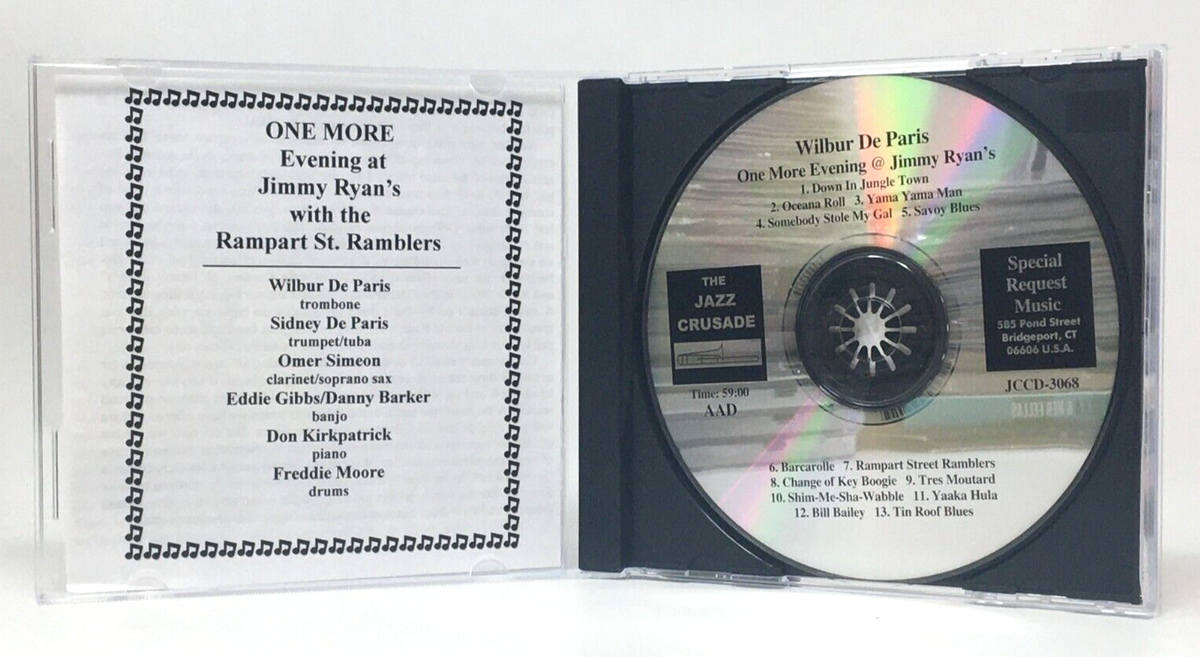 ONE MORE
Evening at
Jimmy Ryan's
with the
Rampart St. Ramblers
Wilbur De Paris
trombone
Sidney De Paris
trumpet/tuba
Omer Simeon
clarinet/soprano sax
Eddie Gibbs/Danny Barker
banjo
Don Kirkpatrick
piano
Freddie Moore
drums
Wilbur De Paris
One More Evening @ Jimmy Ryan's
1. Down In Jungle Town
2. Oceana Roll 3. Yama Yama Man
4. Somebody Stole My Gal 5. Savoy Blues
THE
JAZZ
CRUSADE
Time: 59:00
AAD
Special
Request
Music
585 Pond Street
Bridgeport, CT
06606 U.S.A.
JCCD-3068
6. Barcarolle 7. Rampart Street Ramblers
8. Change of Key Boogie 9. Tres Moutard
10. Shim-Me-Sha-Wabble 11. Yaaka Hula
12. Bill Bailey 13. Tin Roof Blues